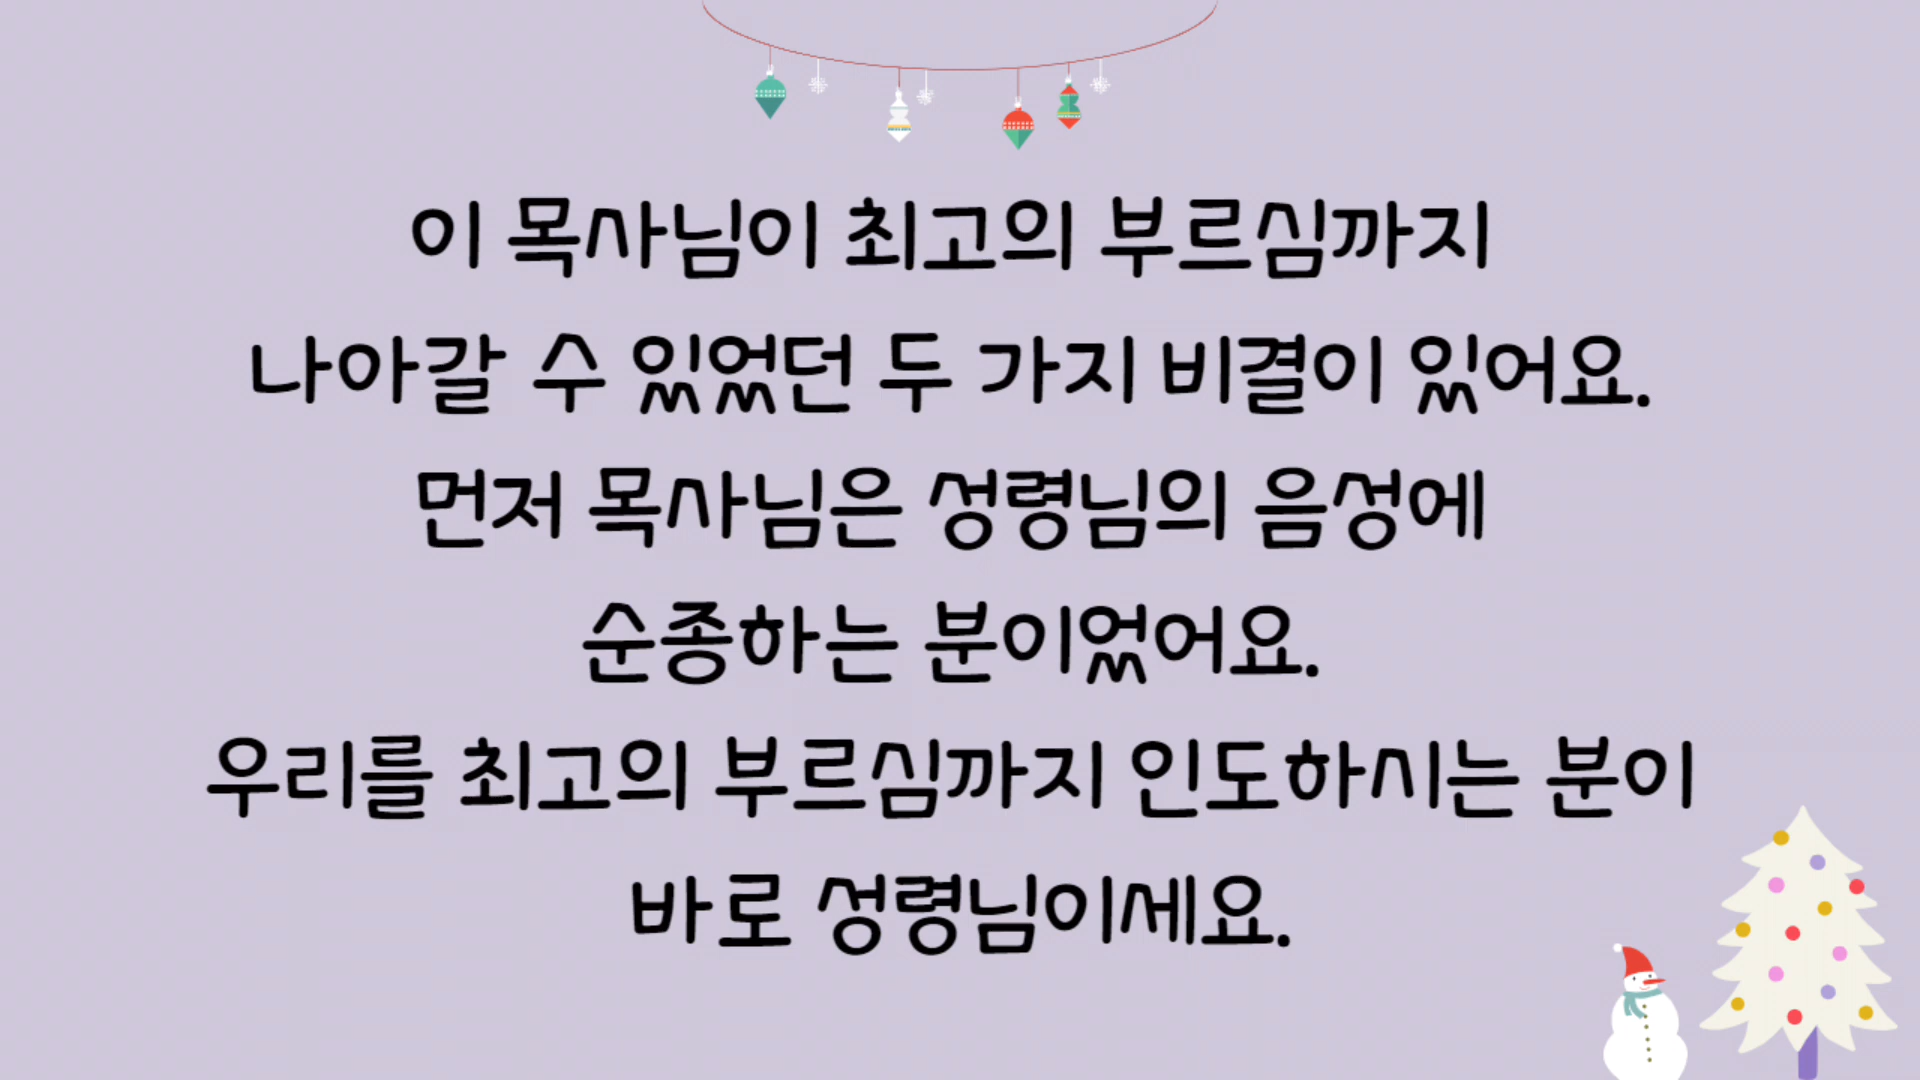 이 목사님이 최고의 부르심까지
나아갈 수 있었던 두 가지 비결이 있어요.
먼저 목사님은 성령님의 음성에
순종하는 분이었어요.
우리를 최고의 부르심까지 인도하시는 분이
바로 성령님이세요.